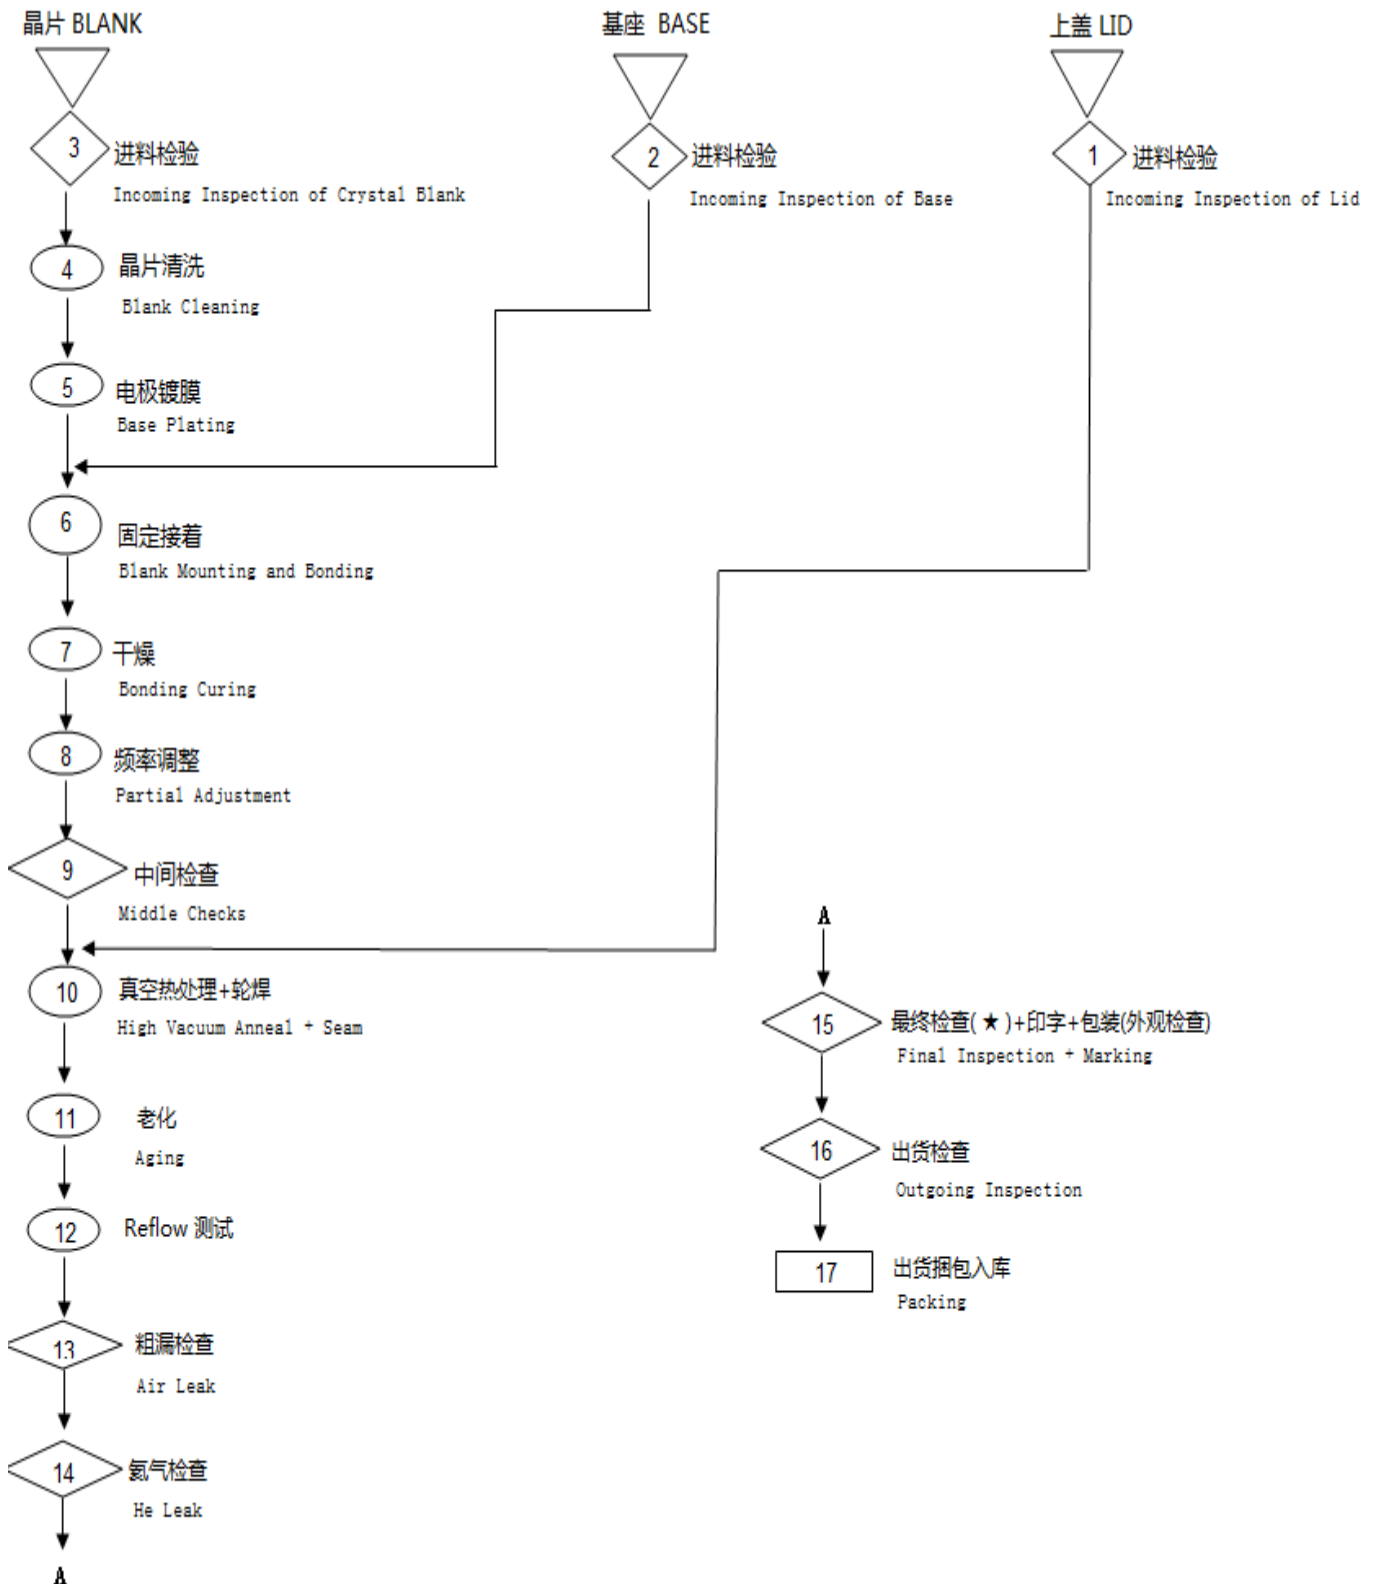 晶片 BLANK
基座 BASE
上盖 LID
3
进料检验
Incoming Inspection of Crystal Blank
2
进料检验
Incoming Inspection of Base
1
进料检验
Incoming Inspection of Lid
4
晶片清洗
Blank Cleaning
5
电极镀膜
Base Plating
6
固定接着
Blank Mounting and Bonding
7
干燥
Bonding Curing
8
频率调整
Partial Adjustment
9
中间检查
Middle Checks
10
真空热处理+轮焊
High Vacuum Anneal + Seam
11
老化
Aging
12
Reflow 测试
13
粗漏检查
Air Leak
14
氦气检查
He Leak
A
A
15
最终检查(★)+印字+包装(外观检查)
Final Inspection + Marking
16
出货检查
Outgoing Inspection
17
出货捆包入库
Packing